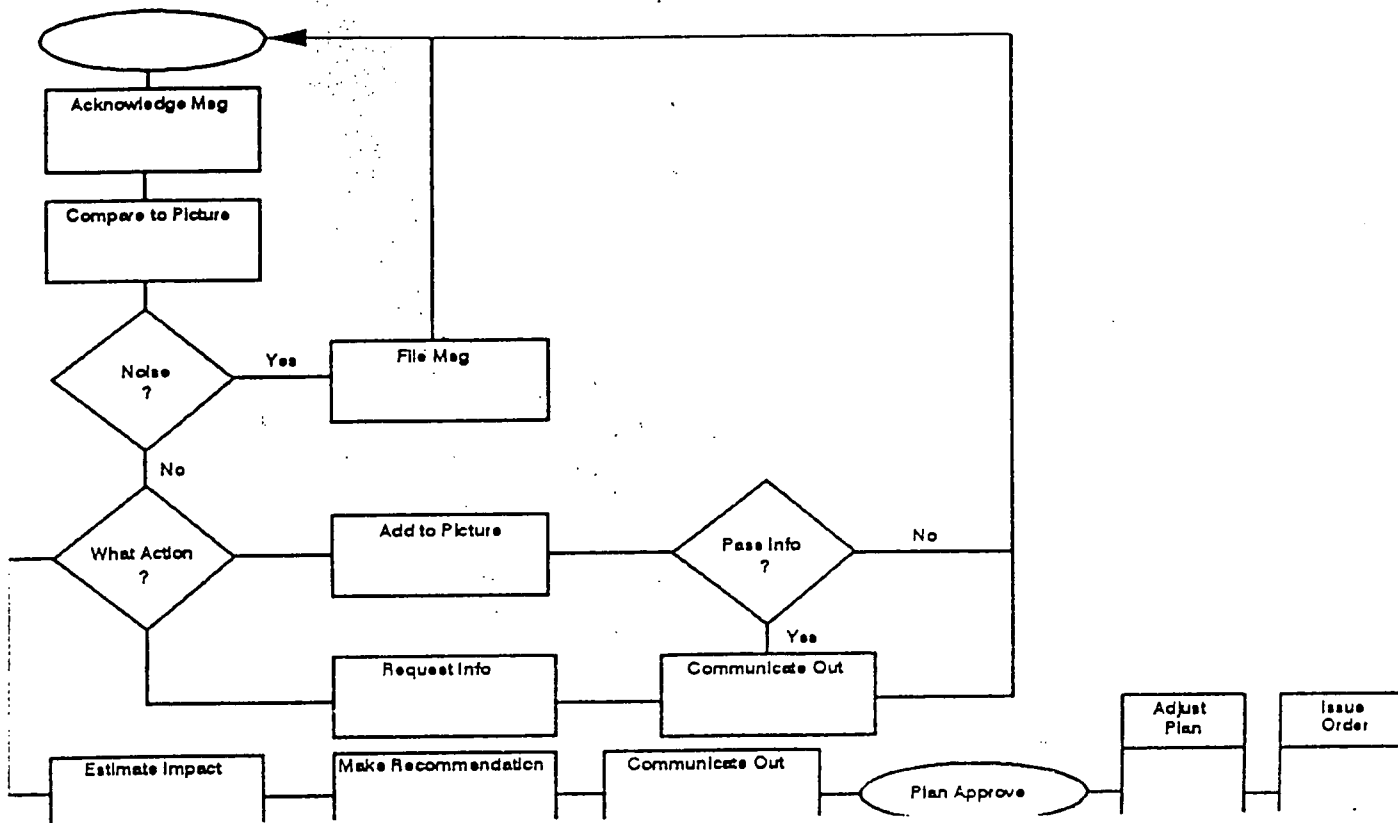 Acknowledge Msg
Compare to Picture
Noise
?
Yes
File Msg
No
What Action
?
Add to Picture
Pass Info
?
No
Yes
Request Info
Communicate Out
Estimate Impact
Make Recommendation
Communicate Out
Plan Approve
Adjust
Plan
Issue
Order